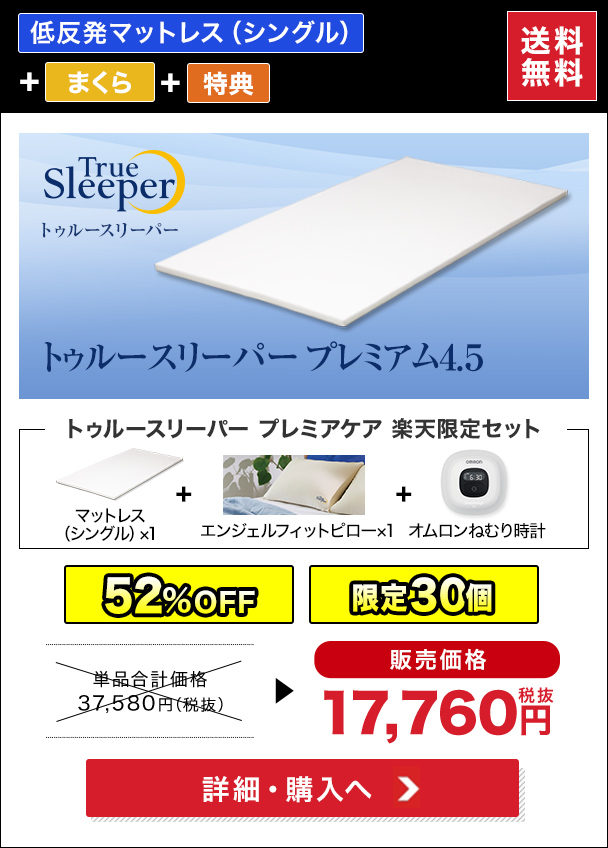 低反発マットレス（シングル）
送料
無料
＋まくら＋特典
True
Sleeper
トゥルースリーパー
トゥルースリーパー プレミアム4.5
トゥルースリーパー プレミアケア 楽天限定セット
OMRON
6:30
＋
＋
マットレス
（シングル）×1
エンジェルフィットピロー×1
オムロンねむり時計
52%OFF
限定30個
単品合計価格
37,580円(税抜)
▶
販売価格
17,760円税抜
詳細・購入へ